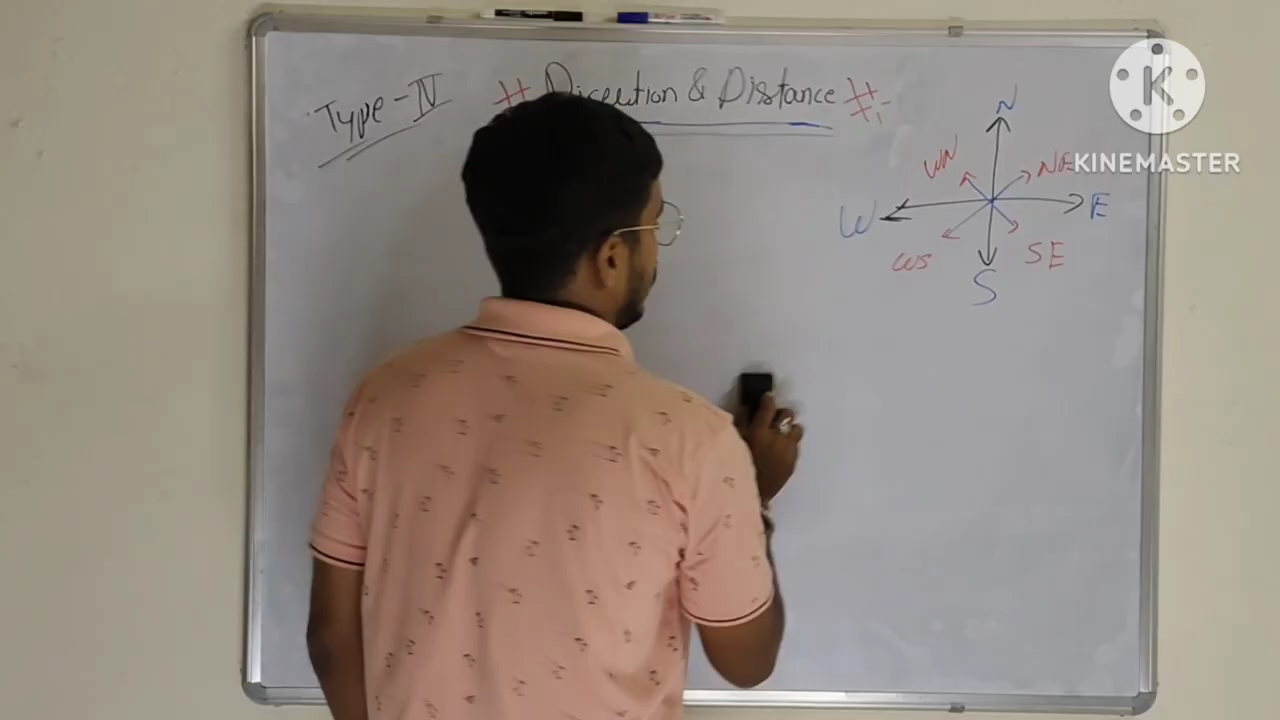 Type-IV
# Direction & Distance #:-
N
WN
NE
W
E
WS
SE
S
K
KINEMASTER